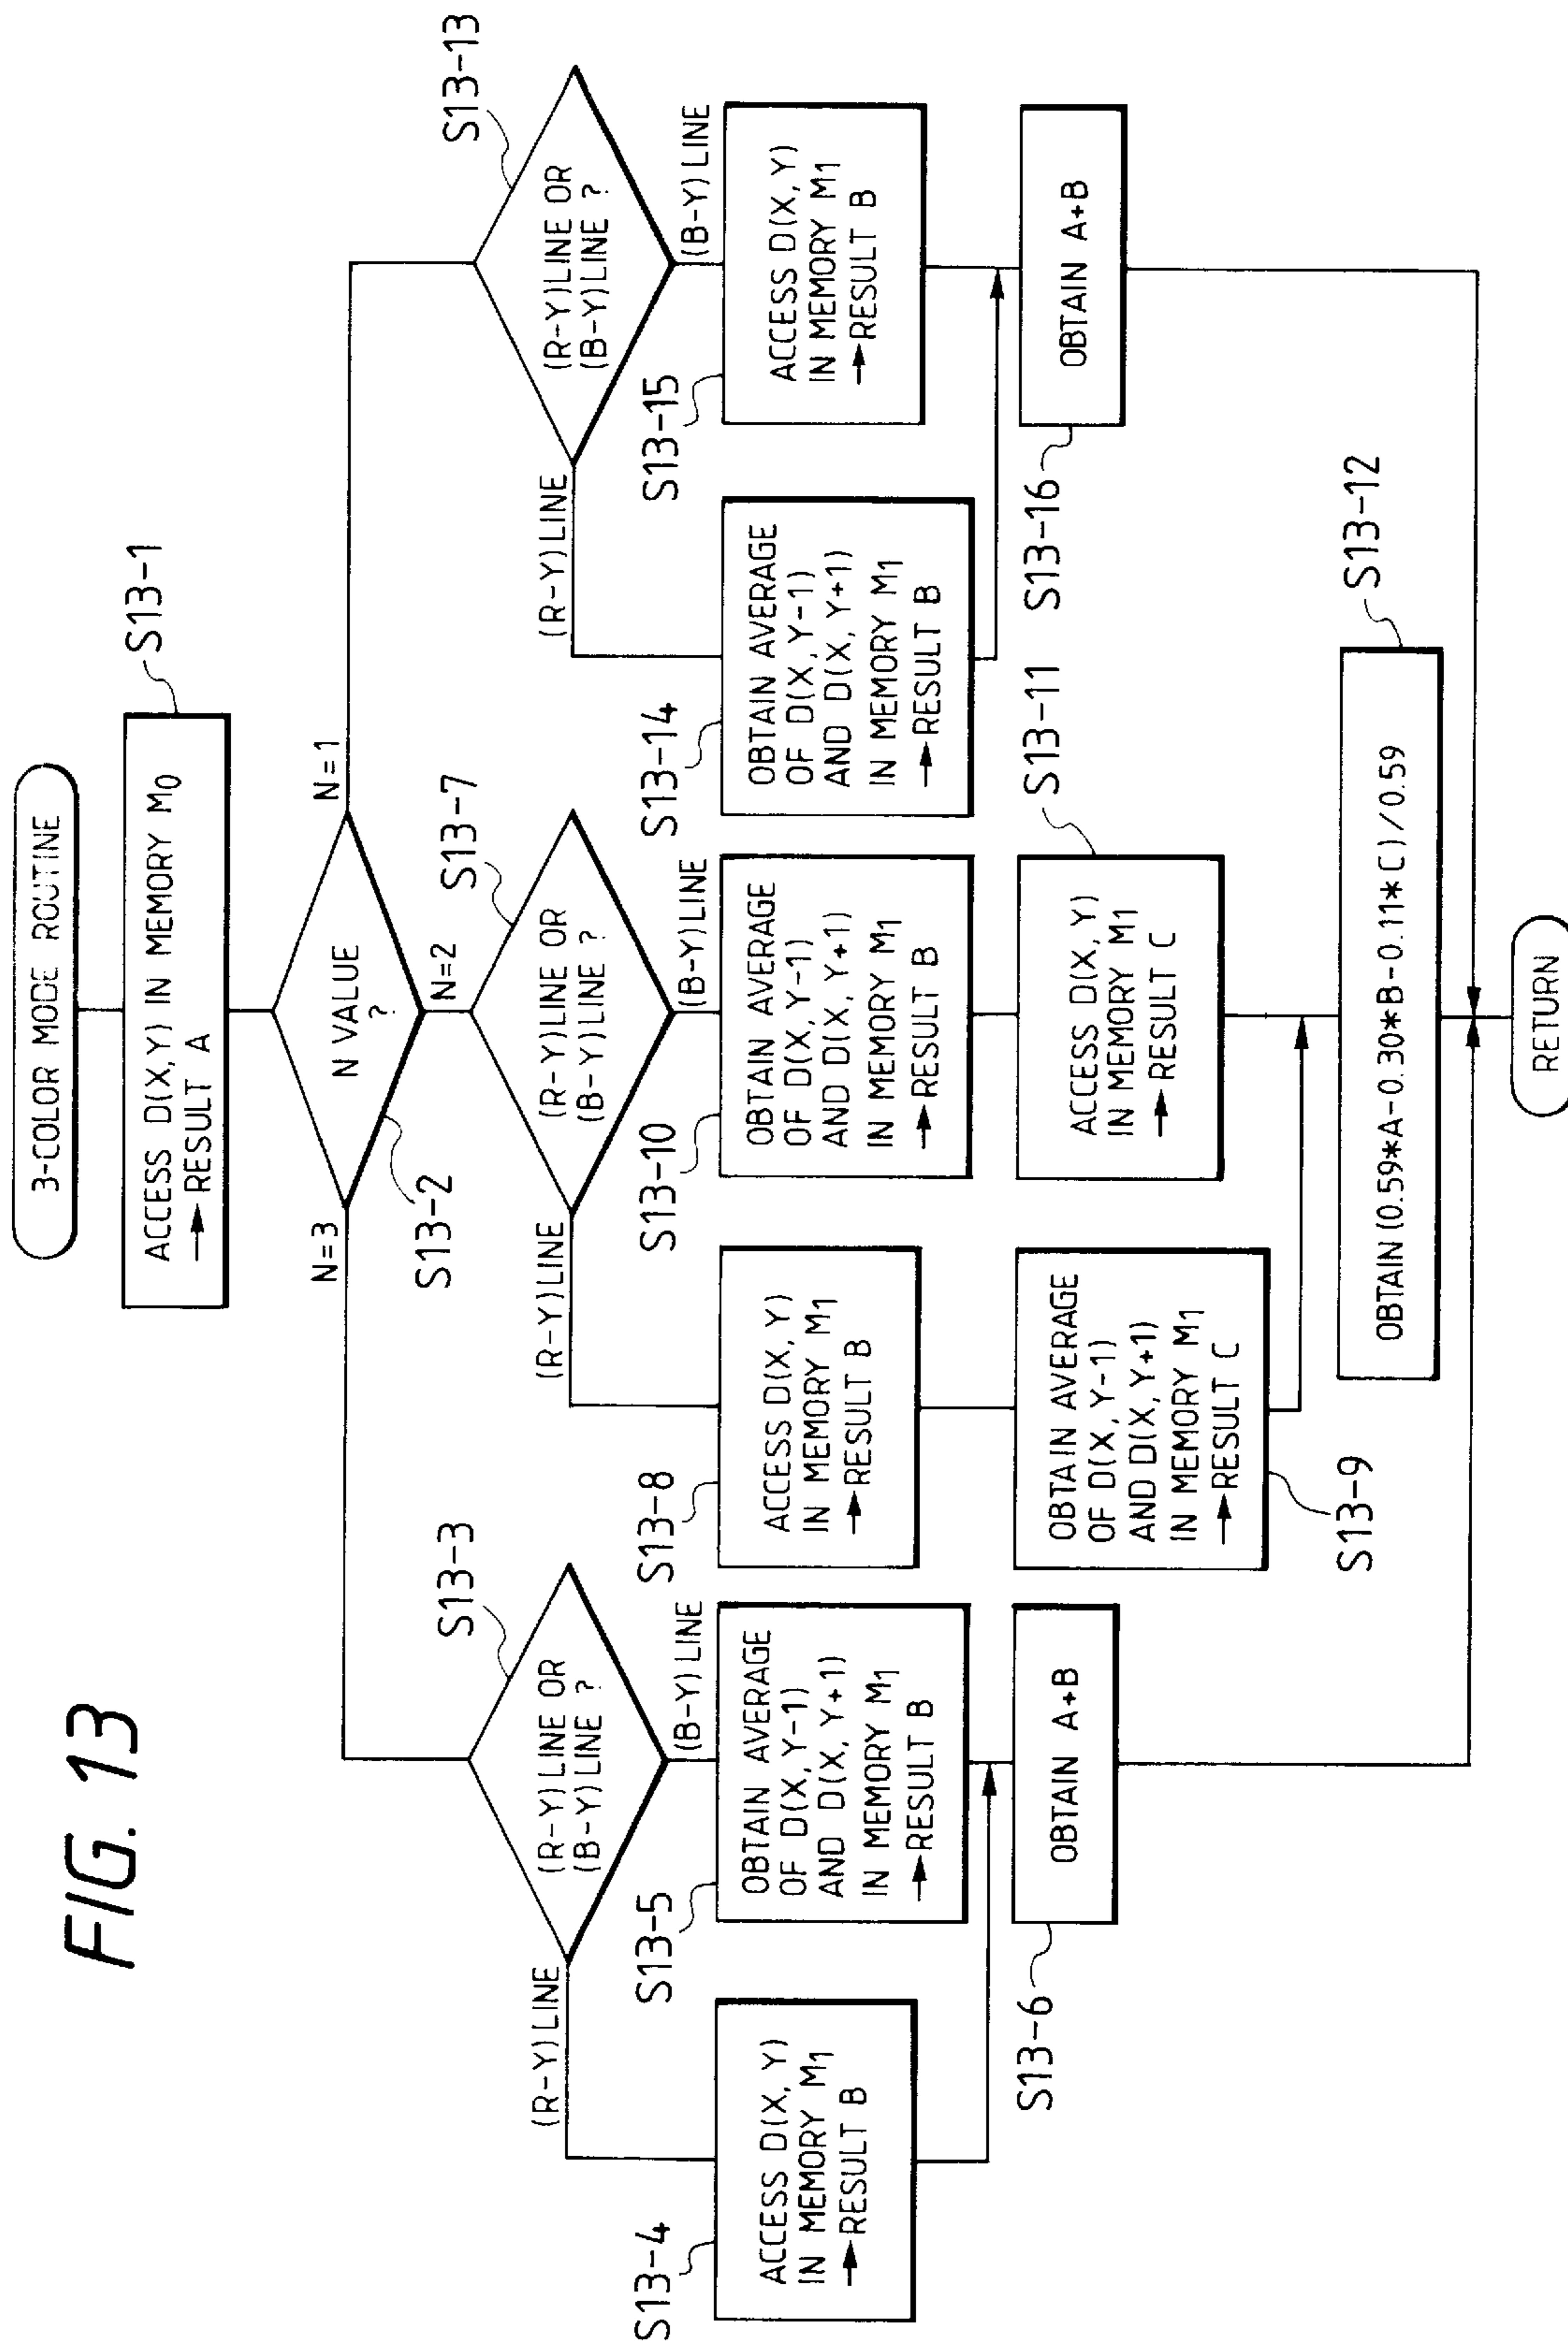 FIG. 13
3-COLOR MODE ROUTINE
ACCESS D(X,Y) IN MEMORY M0
→ RESULT A
S13-1
N VALUE
?
S13-2
N=3
N=2
N=1
(R-Y)LINE OR
(B-Y)LINE ?
S13-3
(R-Y)LINE
(B-Y)LINE
ACCESS D(X,Y)
IN MEMORY M1
→ RESULT B
S13-4
OBTAIN AVERAGE
OF D(X,Y-1)
AND D(X,Y+1)
IN MEMORY M1
→ RESULT B
S13-5
OBTAIN A+B
S13-6
(R-Y)LINE OR
(B-Y)LINE ?
S13-7
(R-Y)LINE
(B-Y)LINE
ACCESS D(X,Y)
IN MEMORY M1
→ RESULT B
S13-8
OBTAIN AVERAGE
OF D(X,Y-1)
AND D(X,Y+1)
IN MEMORY M1
→ RESULT C
S13-9
OBTAIN AVERAGE
OF D(X,Y-1)
AND D(X,Y+1)
IN MEMORY M1
→ RESULT B
S13-10
ACCESS D(X,Y)
IN MEMORY M1
→ RESULT C
S13-11
OBTAIN (0.59*A-0.30*B-0.11*C)/0.59
S13-12
(R-Y)LINE OR
(B-Y)LINE ?
S13-13
(R-Y)LINE
(B-Y)LINE
OBTAIN AVERAGE
OF D(X,Y-1)
AND D(X,Y+1)
IN MEMORY M1
→ RESULT B
S13-14
ACCESS D(X,Y)
IN MEMORY M1
→ RESULT B
S13-15
OBTAIN A+B
S13-16
RETURN